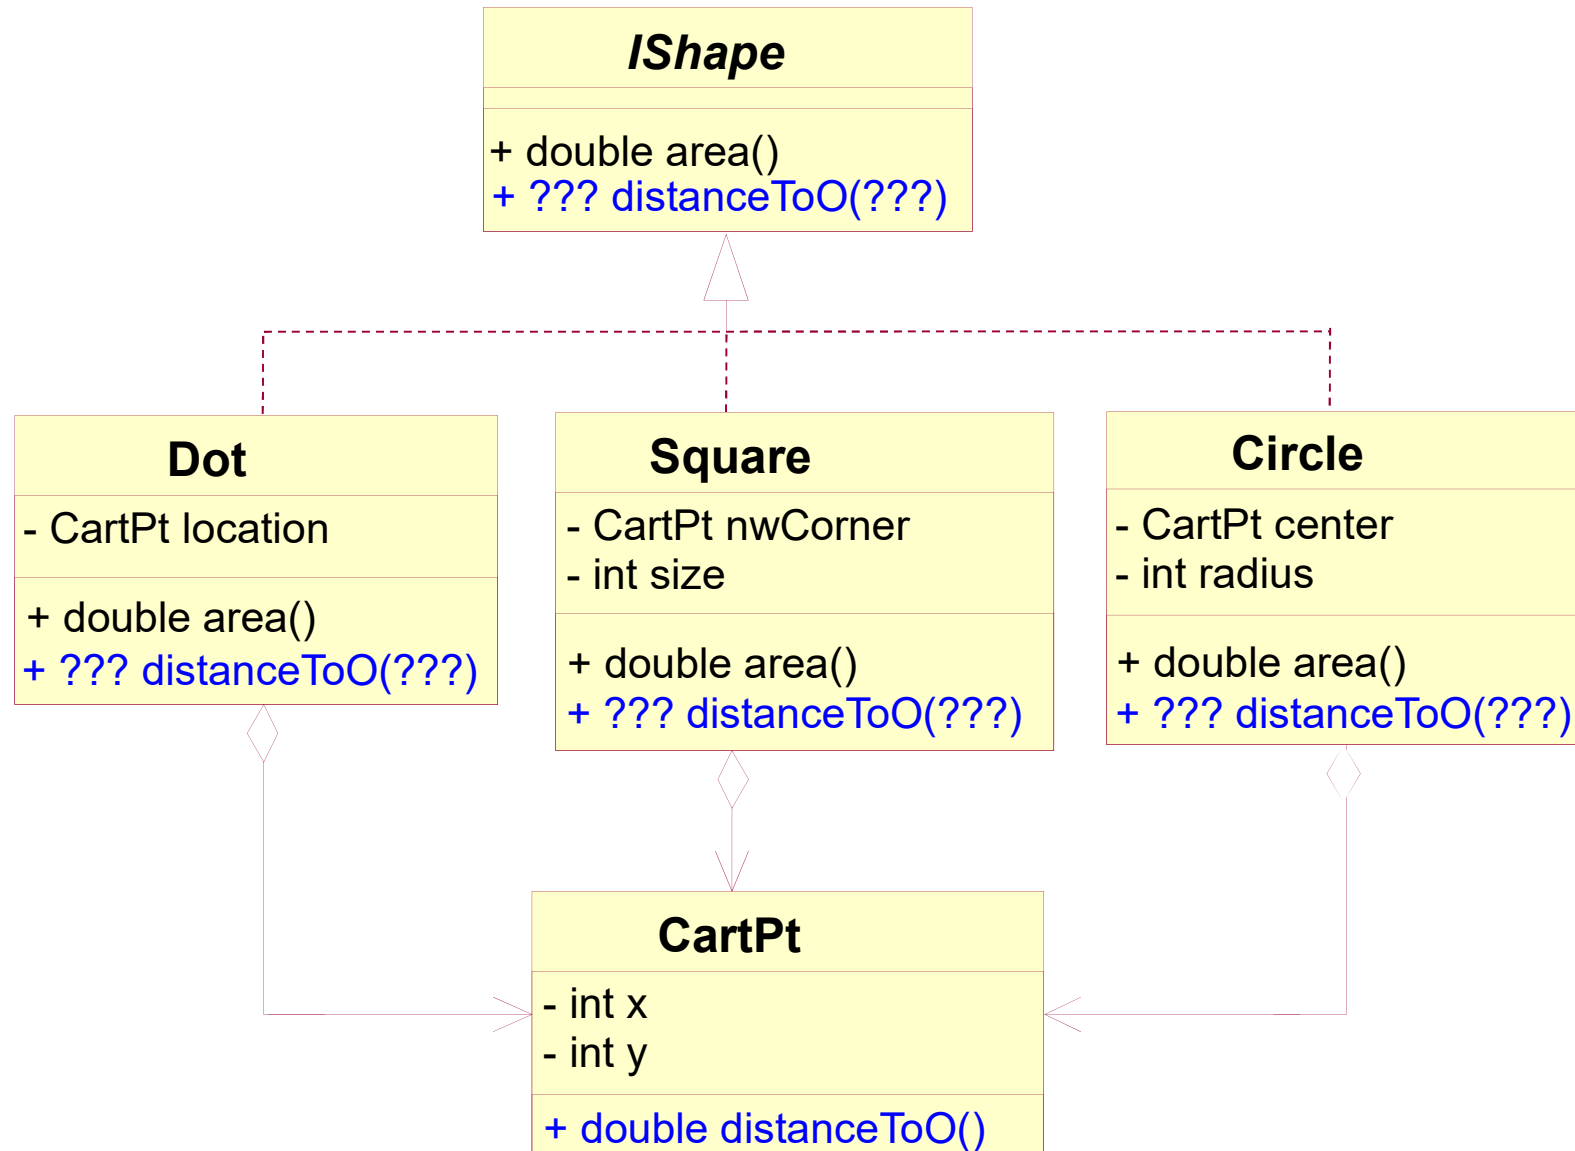 IShape
+ double area()
+ ??? distanceToO(???)
Dot
- CartPt location
+ double area()
+ ??? distanceToO(???)
Square
- CartPt nwCorner
- int size
+ double area()
+ ??? distanceToO(???)
Circle
- CartPt center
- int radius
+ double area()
+ ??? distanceToO(???)
CartPt
- int x
- int y
+ double distanceToO()